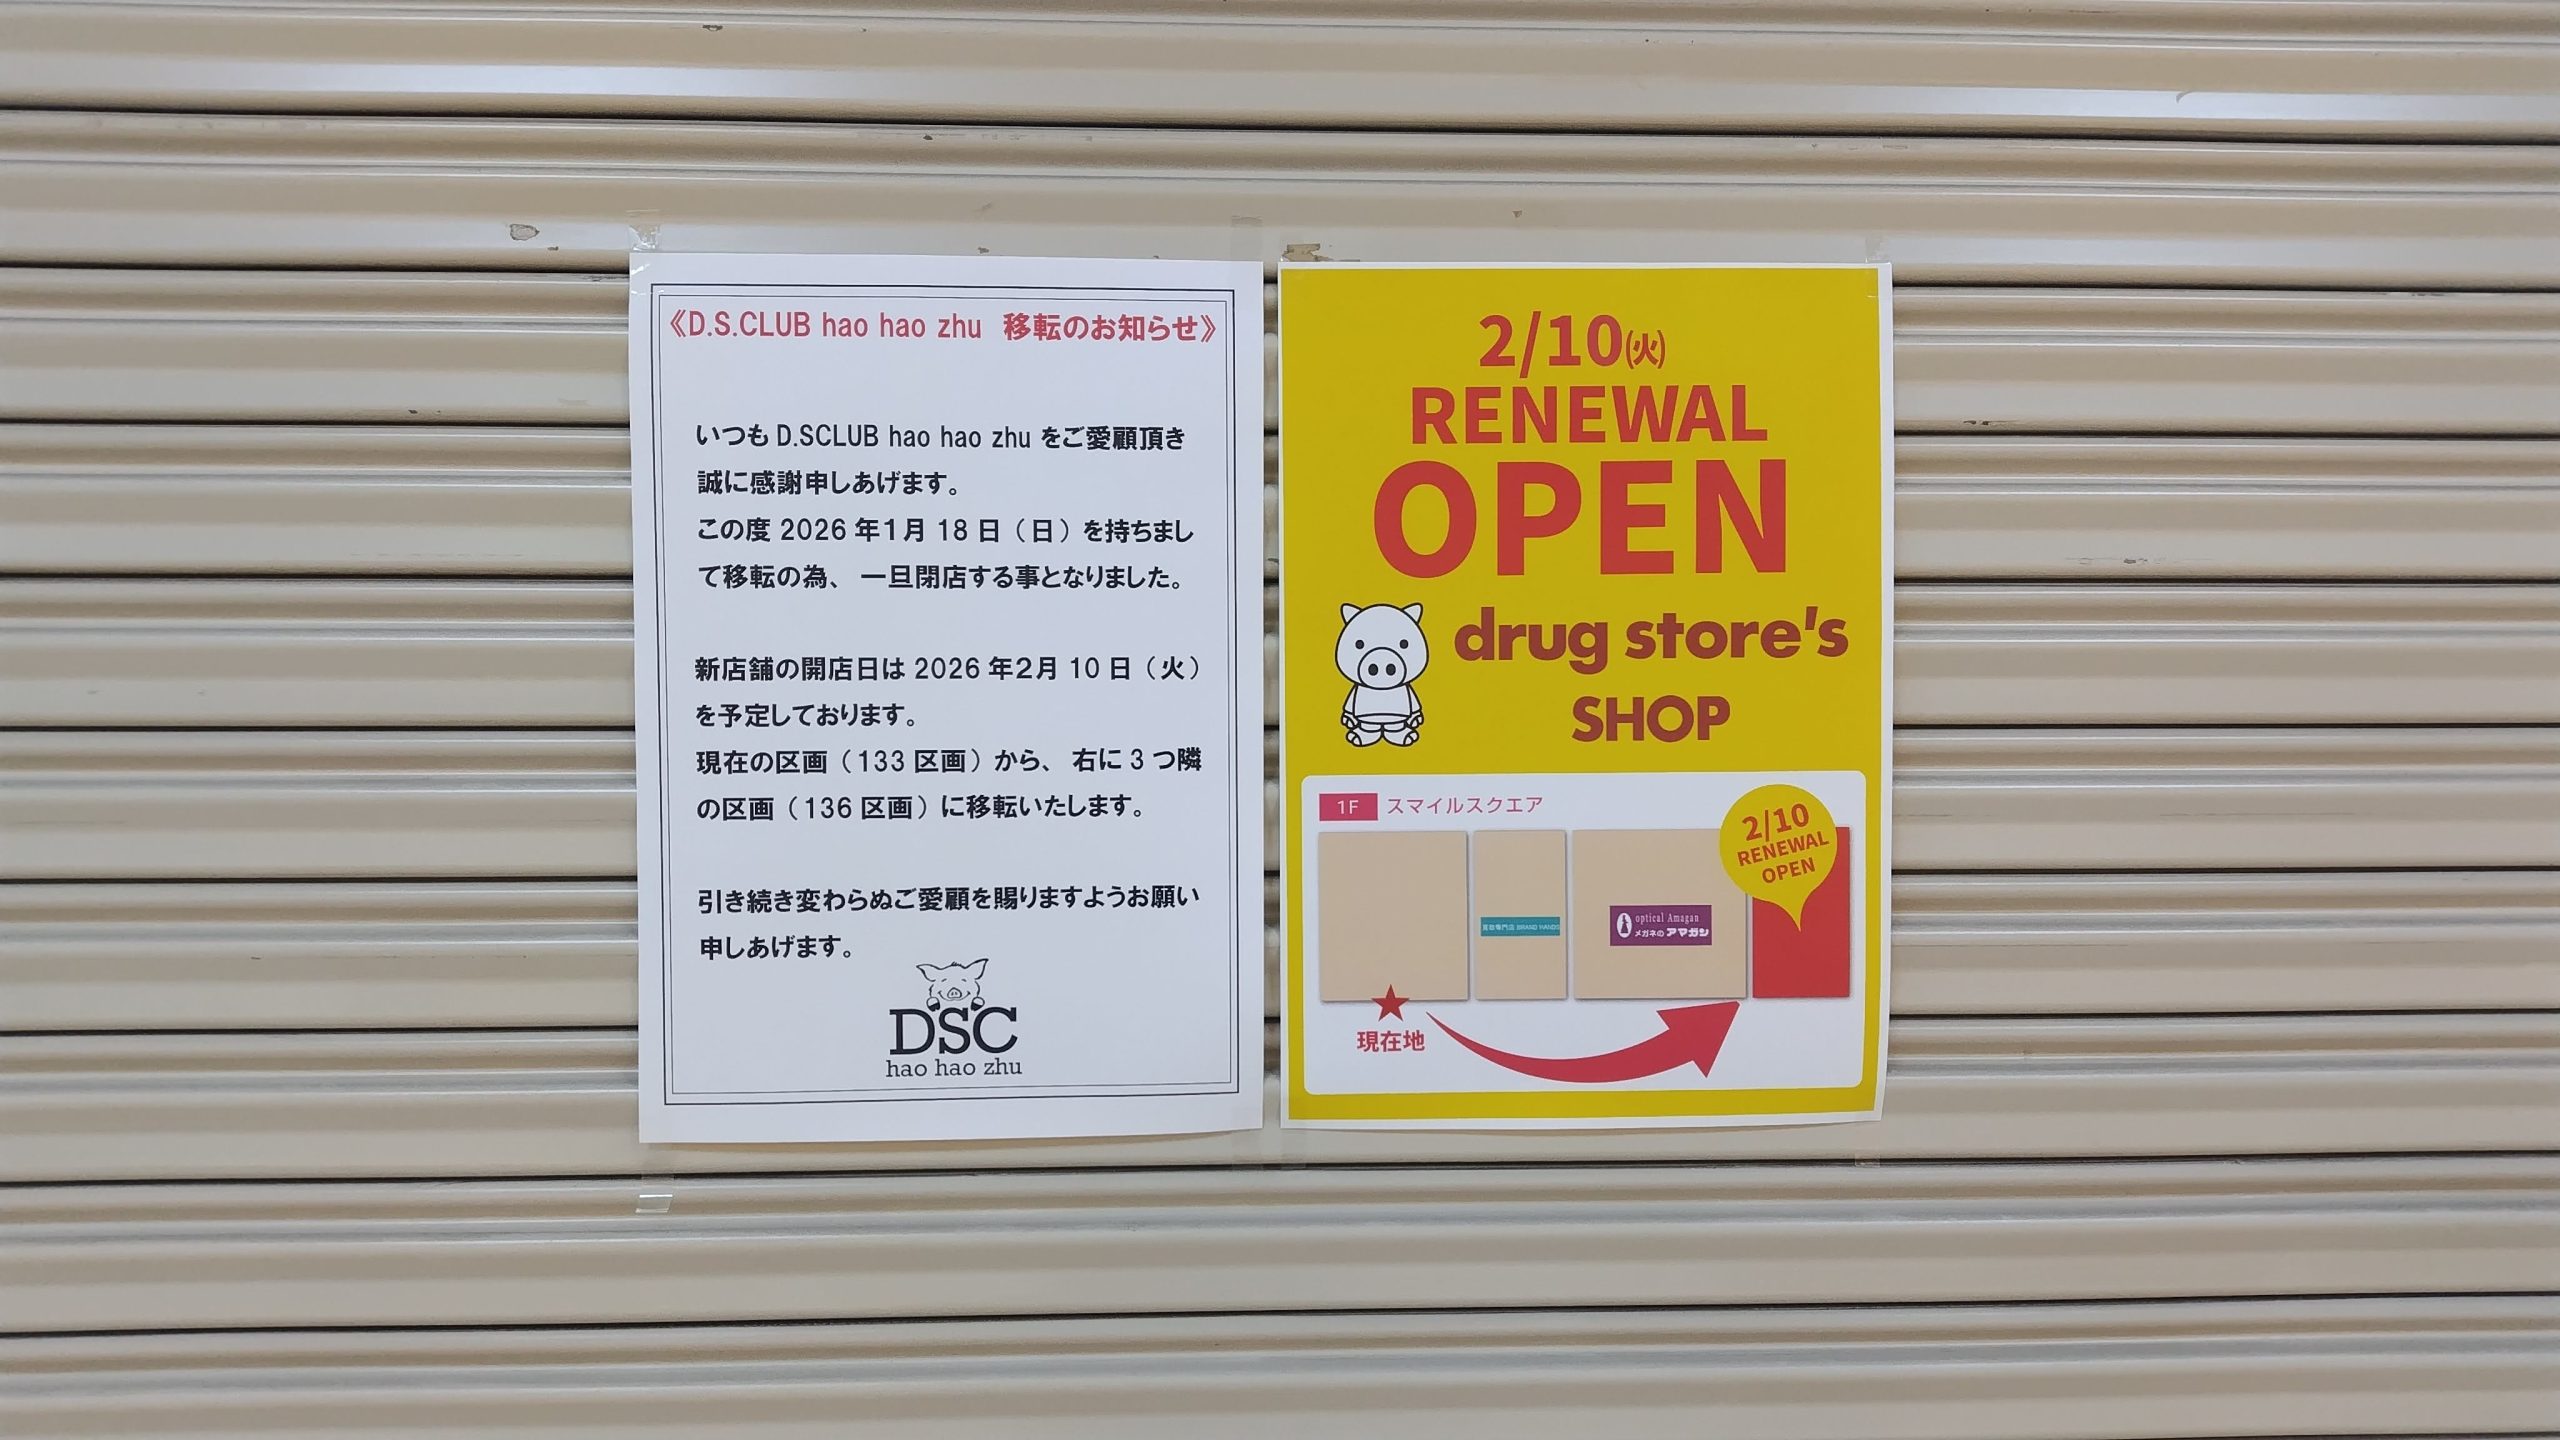 《D.S.CLUB hao hao zhu 移転のお知らせ》
いつも D.SCLUB hao hao zhu をご愛顧頂き
誠に感謝申しあげます。
この度 2026 年1月 18 日（日）を持ちまし
て移転の為、一旦閉店する事となりました。
新店舗の開店日は 2026 年2月 10 日（火）
を予定しております。
現在の区画（133 区画）から、右に 3 つ隣
の区画（136 区画）に移転いたします。
引き続き変わらぬご愛顧を賜りますようお願い
申しあげます。
DSC
hao hao zhu
2/10(火)
RENEWAL
OPEN
drug store's
SHOP
1F スマイルスクエア
2/10
RENEWAL
OPEN
買取専門店 BRAND HANDS
optical Amagan
メガネの アマガン
現在地